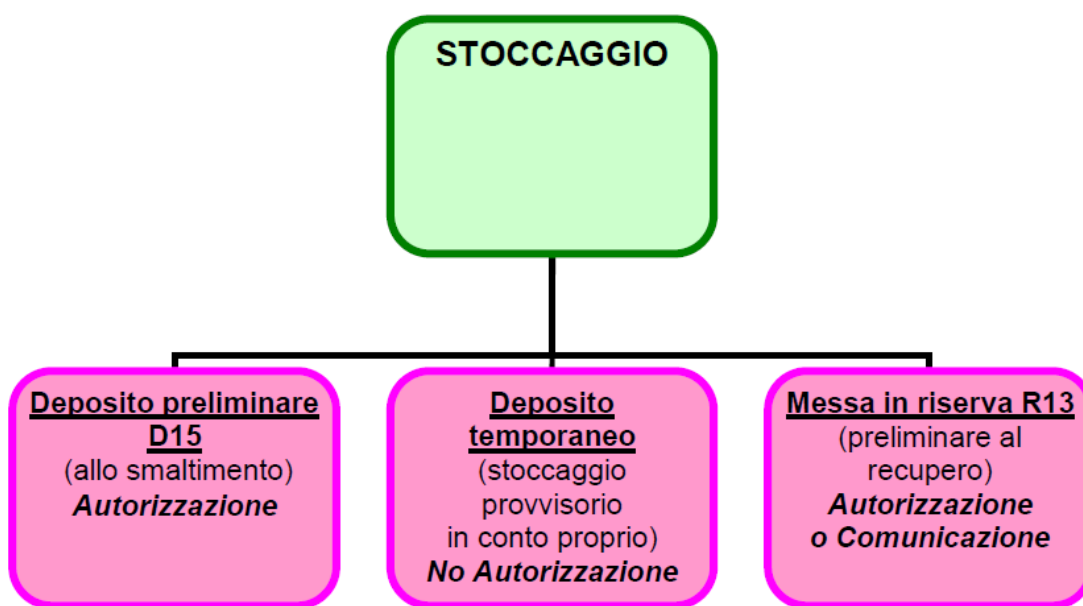 STOCCAGGIO
Deposito preliminare
D15
(allo smaltimento)
Autorizzazione
Deposito
temporaneo
(stoccaggio
provvisorio
in conto proprio)
No Autorizzazione
Messa in riserva R13
(preliminare al
recupero)
Autorizzazione
o Comunicazione